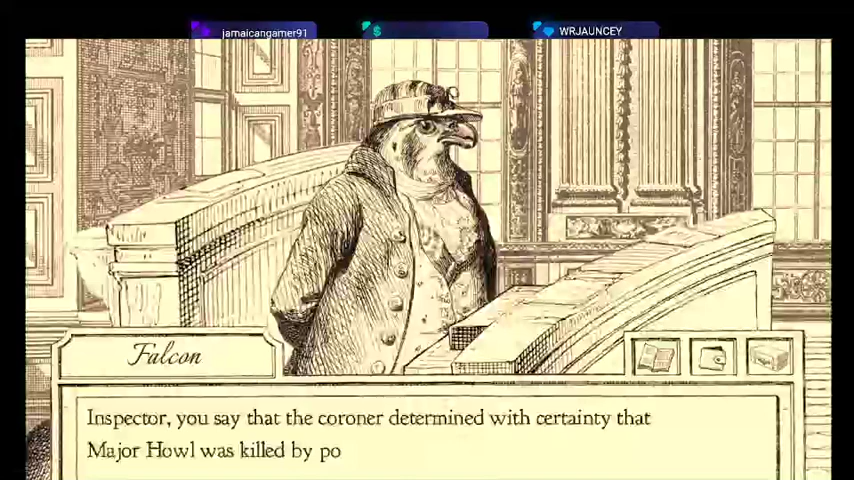 jamaicangamer91
$
WRJAUNCEY
Falcon
Inspector, you say that the coroner determined with certainty that
Major Howl was killed by po